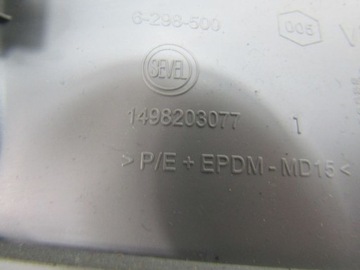 6-298-500
005 V
SEVEL
1498203077 1
> P/E + EPDM - MD15 <